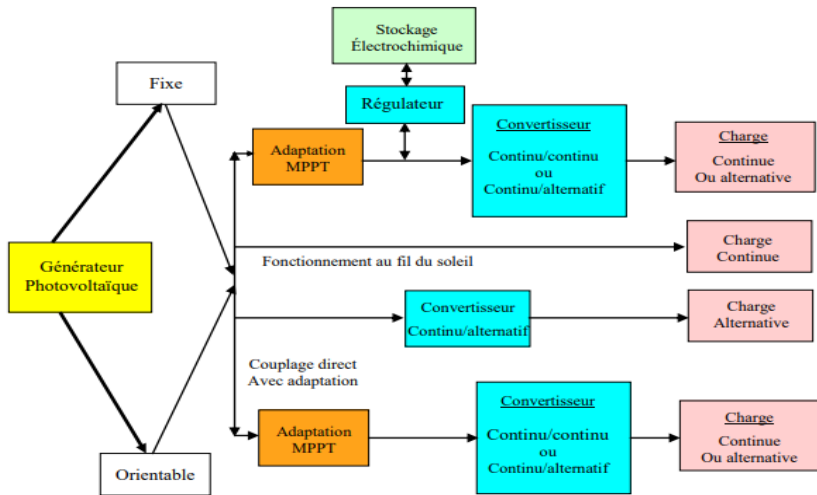 Stockage
Électrochimique
Fixe
Régulateur
Adaptation
MPPT
Convertisseur
Continu/continu
ou
Continu/alternatif
Charge
Continue
Ou alternative
Générateur
Photovoltaïque
Fonctionnement au fil du soleil
Charge
Continue
Convertisseur
Continu/alternatif
Charge
Alternative
Couplage direct
Avec adaptation
Adaptation
MPPT
Convertisseur
Continu/continu
ou
Continu/alternatif
Charge
Continue
Ou alternative
Orientable